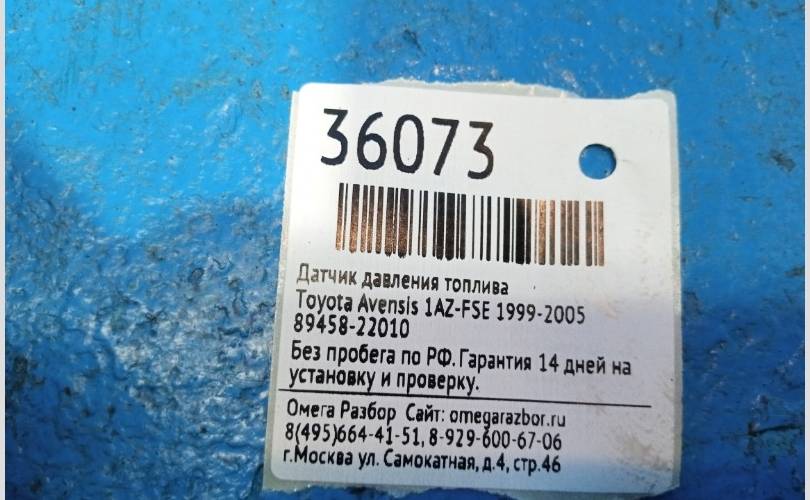 36073
Датчик давления топлива
Toyota Avensis 1AZ-FSE 1999-2005
89458-22010
Без пробега по РФ. Гарантия 14 дней на
установку и проверку.
Омега Разбор Сайт: omegarazbor.ru
8(495)664-41-51, 8-929-600-67-06
г.Москва ул. Самокатная, д.4, стр.46